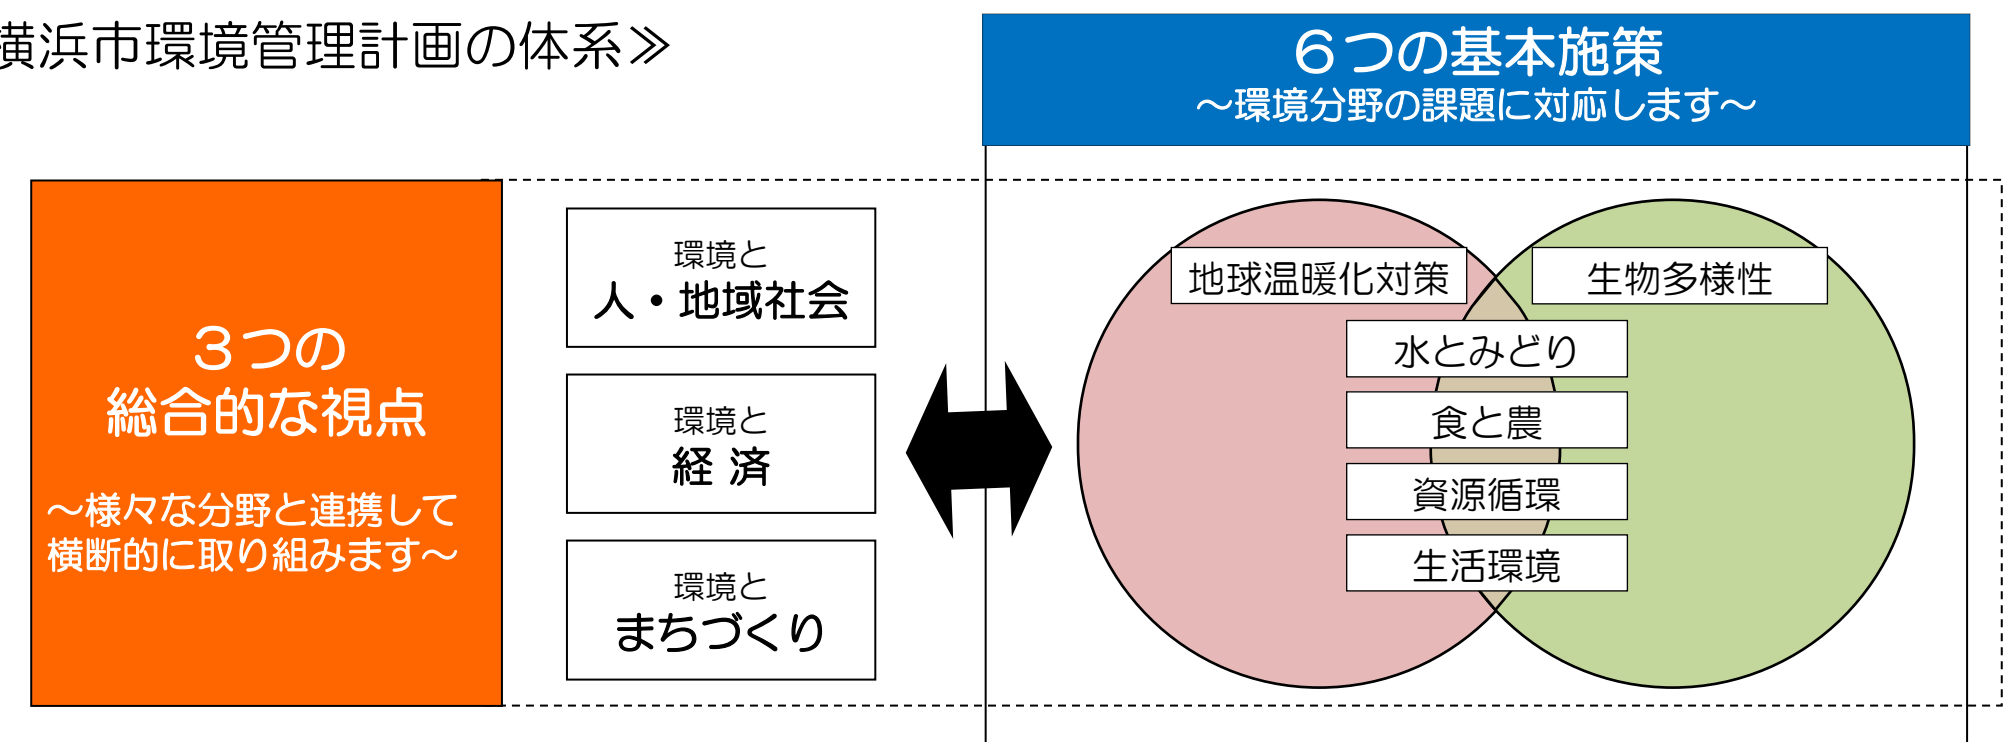 横浜市環境管理計画の体系≫
６つの基本施策
～環境分野の課題に対応します～
３つの
総合的な視点
～様々な分野と連携して
横断的に取り組みます～
環境と
人・地域社会
環境と
経 済
環境と
まちづくり
地球温暖化対策
生物多様性
水とみどり
食と農
資源循環
生活環境